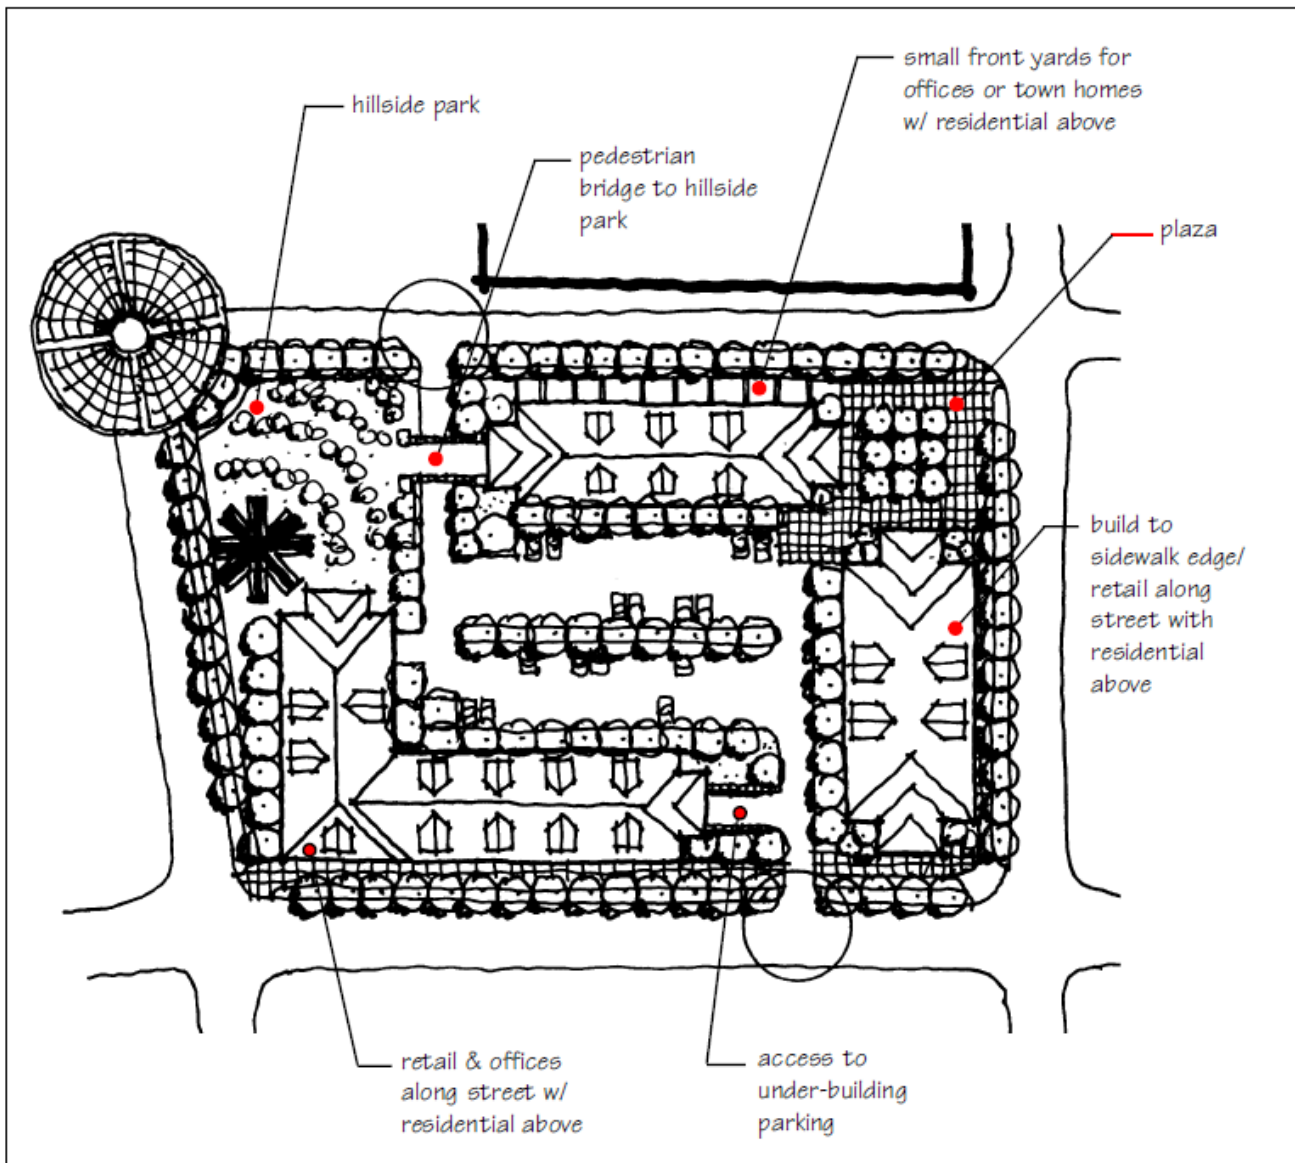 small front yards for
offices or town homes
w/ residential above
hillside park
pedestrian
bridge to hillside
park
plaza
build to
sidewalk edge/
retail along
street with
residential
above
retail & offices
along street w/
residential above
access to
under-building
parking